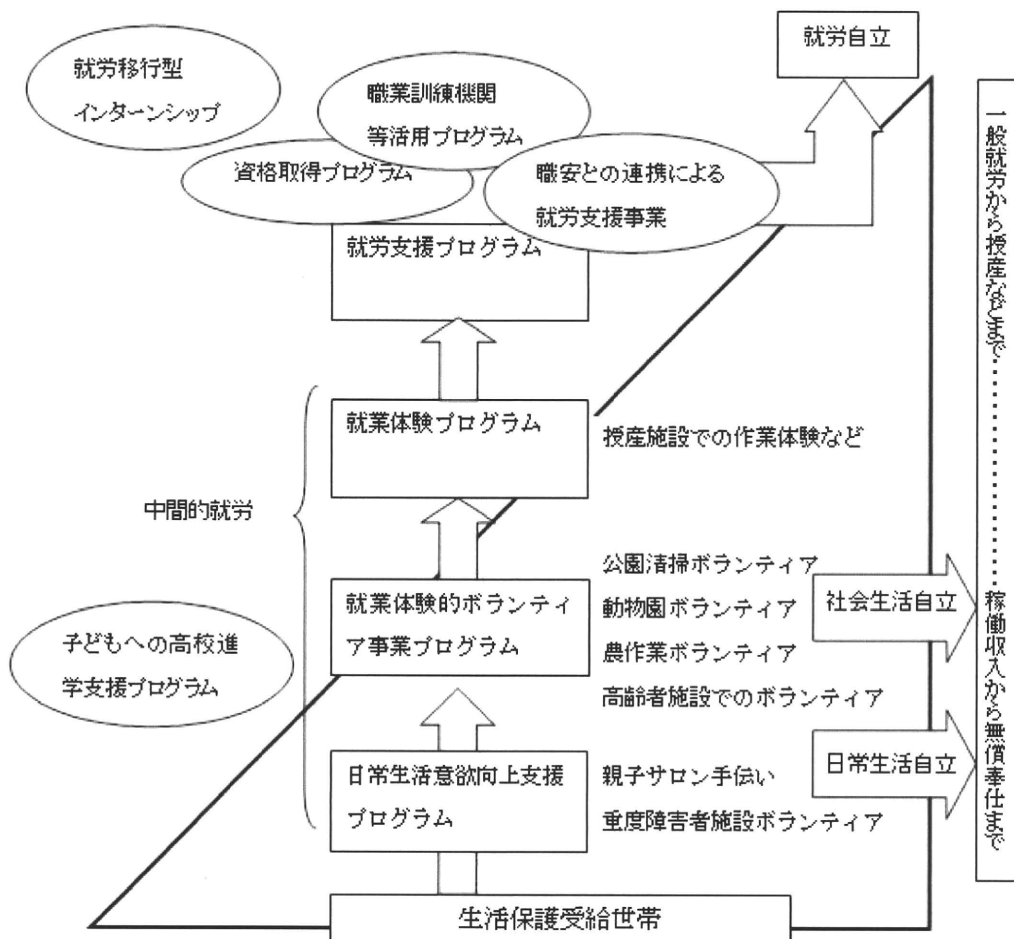 就労自立
就労移行型
インターンシップ
職業訓練機関
等活用プログラム
資格取得プログラム
職安との連携による
就労支援事業
就労支援プログラム
就業体験プログラム
授産施設での作業体験など
中間的就労
就業体験的ボランティ
ア事業プログラム
公園清掃ボランティア
動物園ボランティア
農作業ボランティア
高齢者施設でのボランティア
社会生活自立
子どもへの高校進
学支援プログラム
日常生活意欲向上支援
プログラム
親子サロン手伝い
重度障害者施設ボランティア
日常生活自立
生活保護受給世帯
一般就労から授産などまで‥‥‥‥‥‥‥‥稼働収入から無償奉仕まで